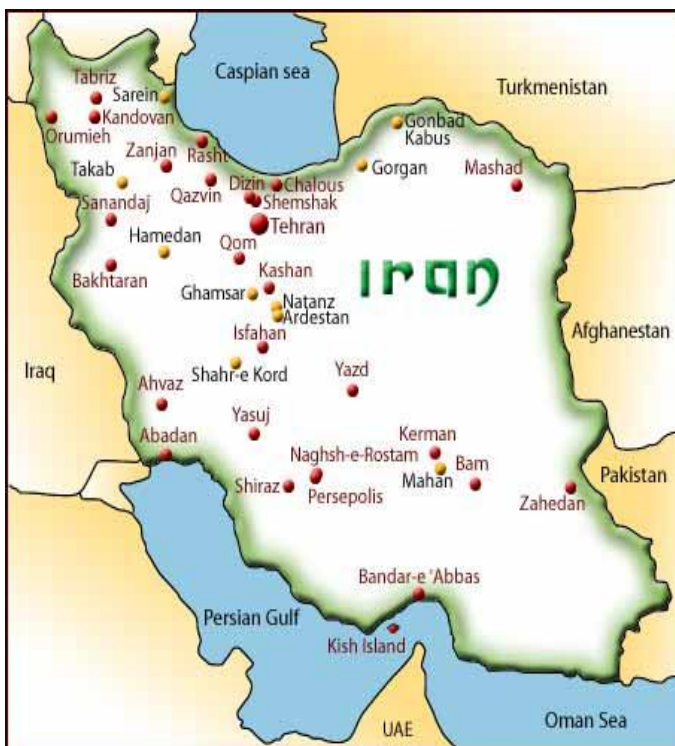 Caspian sea
Turkmenistan
Tabriz
Sarein
Kandovan
Orumieh
Gonbad
Kabus
Rasht
Zanjan
Gorgan
Mashad
Takab
Qazvin
Dizin
Chalous
Shemshak
Sanandaj
Tehran
Hamedan
Qom
Bakhtaran
Kashan
iran
Ghamsar
Natanz
Ardestan
Isfahan
Afghanestan
Iraq
Shahr-e Kord
Yazd
Ahvaz
Yasuj
Abadan
Kerman
Naghsh-e-Rostam
Mahan
Bam
Pakistan
Shiraz
Persepolis
Zahedan
Bandar-e 'Abbas
Persian Gulf
Kish Island
UAE
Oman Sea